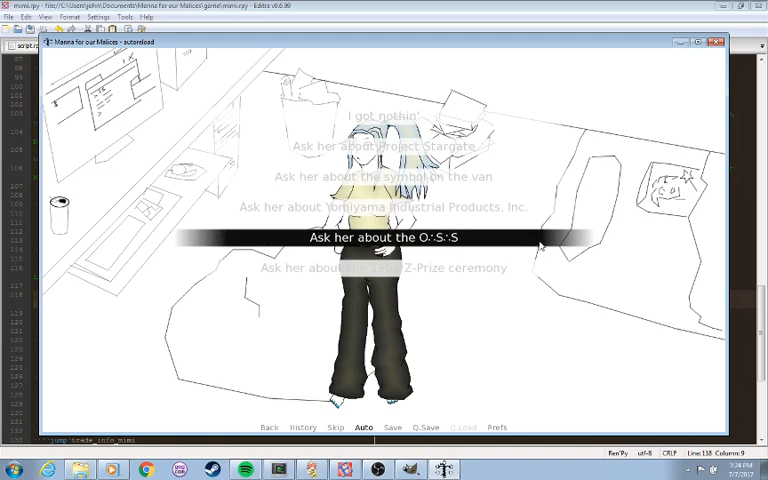 mimi.rpy - file://C:\Users\john\Documents\Manna for our Malices\game\mimi.rpy - Editra v0.6.99
File Edit View Format Settings Tools Help
script.r
Manna for our Malices - autoreload
I got nothin'
Ask her about Project Stargate
Ask her about the symbol on the van
Ask her about Yomiyama Industrial Products, Inc.
Ask her about the O∴S∴S
Ask her about the 1994 Z-Prize ceremony
Back History Skip Auto Save Q.Save Q.Load Prefs
jump trade_info_mimi
Ren'Py utf-8 CRLF Line: 118 Column: 9
7:24 PM
7/7/2017